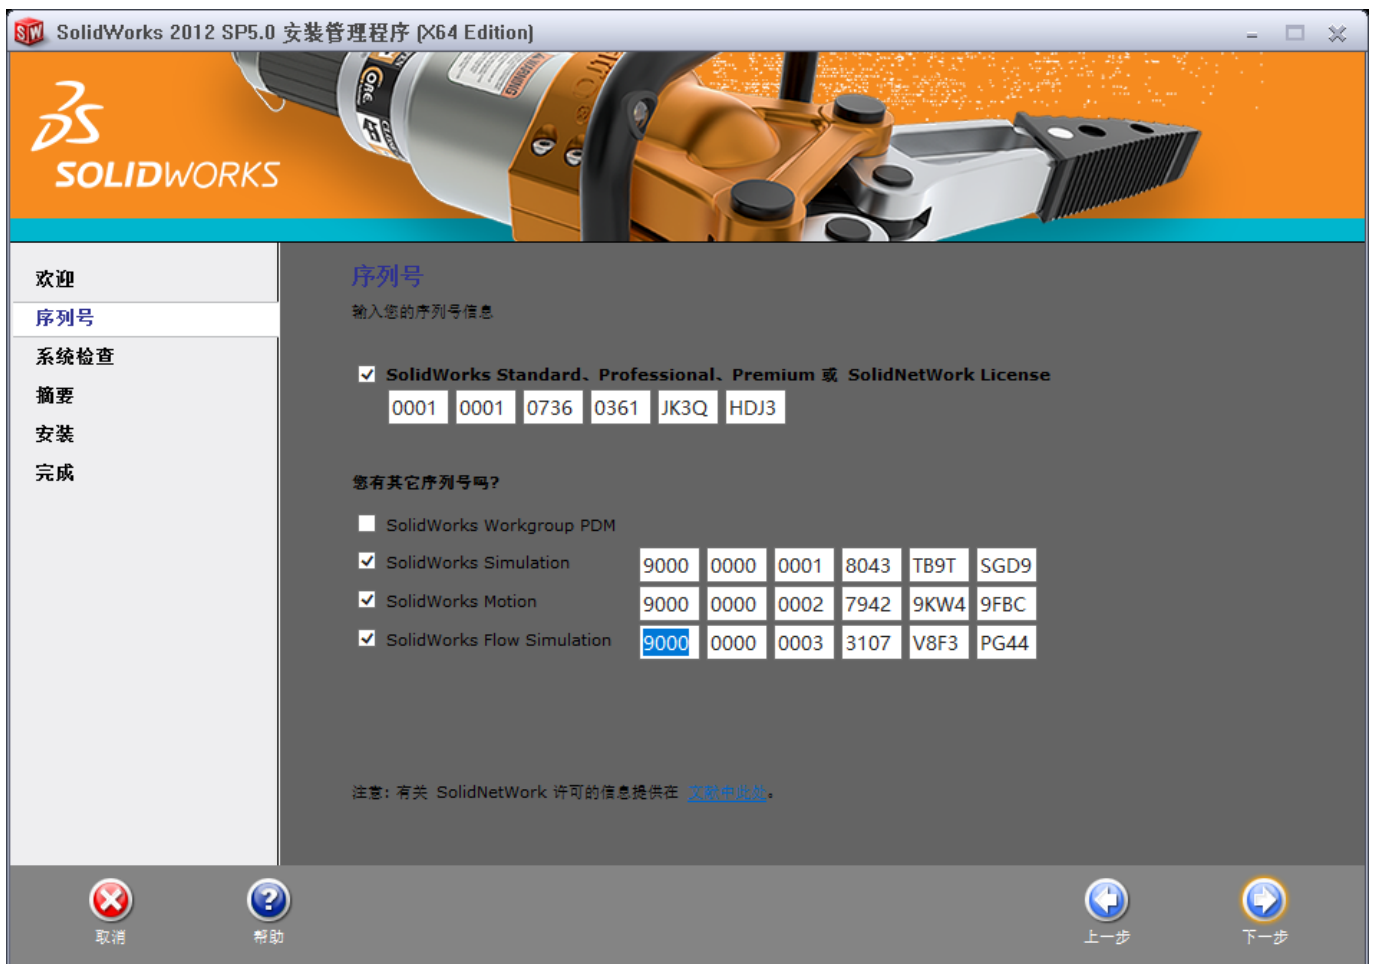 SolidWorks 2012 SP5.0 安装管理程序 (X64 Edition)
SOLIDWORKS
欢迎
序列号
系统检查
摘要
安装
完成
序列号
输入您的序列号信息
SolidWorks Standard、Professional、Premium 或 SolidNetWork License
0001 0001 0736 0361 JK3Q HDJ3
您有其它序列号吗?
SolidWorks Workgroup PDM
SolidWorks Simulation 9000 0000 0001 8043 TB9T SGD9
SolidWorks Motion 9000 0000 0002 7942 9KW4 9FBC
SolidWorks Flow Simulation 9000 0000 0003 3107 V8F3 PG44
注意: 有关 SolidNetWork 许可的信息提供在 文献中此处。
取消
帮助
上一步
下一步